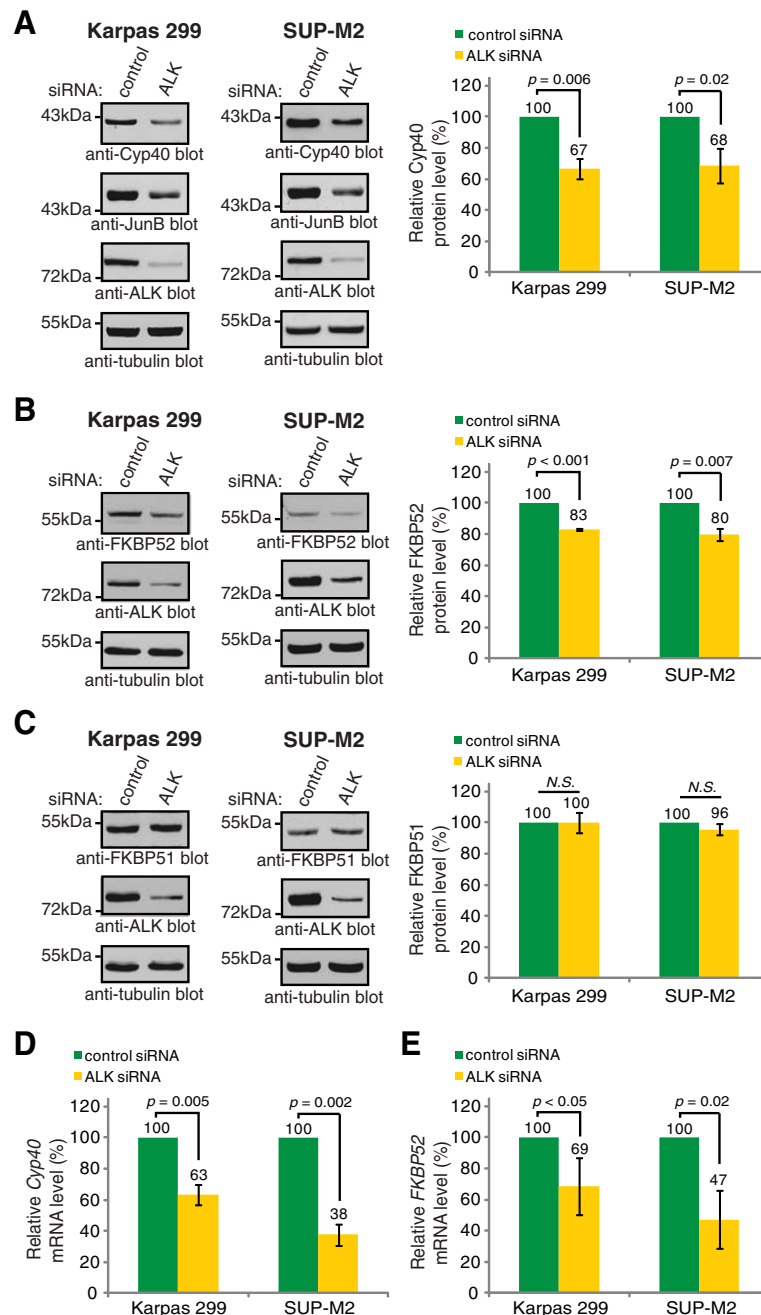 A
Karpas 299
SUP-M2
siRNA: control ALK
siRNA: control ALK
43kDa
anti-Cyp40 blot
43kDa
anti-Cyp40 blot
43kDa
anti-JunB blot
43kDa
anti-JunB blot
72kDa
anti-ALK blot
72kDa
anti-ALK blot
55kDa
anti-tubulin blot
55kDa
anti-tubulin blot
control siRNA
ALK siRNA
Relative Cyp40
protein level (%)
120
100
80
60
40
20
0
p = 0.006
100
67
p = 0.02
100
68
Karpas 299
SUP-M2
B
Karpas 299
SUP-M2
siRNA: control ALK
siRNA: control ALK
55kDa
anti-FKBP52 blot
55kDa
anti-FKBP52 blot
72kDa
anti-ALK blot
72kDa
anti-ALK blot
55kDa
anti-tubulin blot
55kDa
anti-tubulin blot
control siRNA
ALK siRNA
Relative FKBP52
protein level (%)
120
100
80
60
40
20
0
p < 0.001
100
83
p = 0.007
100
80
Karpas 299
SUP-M2
C
Karpas 299
SUP-M2
siRNA: control ALK
siRNA: control ALK
55kDa
anti-FKBP51 blot
55kDa
anti-FKBP51 blot
72kDa
anti-ALK blot
72kDa
anti-ALK blot
55kDa
anti-tubulin blot
55kDa
anti-tubulin blot
control siRNA
ALK siRNA
Relative FKBP51
protein level (%)
120
100
80
60
40
20
0
N.S.
100
100
N.S.
100
96
Karpas 299
SUP-M2
D
control siRNA
ALK siRNA
Relative Cyp40
mRNA level (%)
120
100
80
60
40
20
0
p = 0.005
100
63
p = 0.002
100
38
Karpas 299
SUP-M2
E
control siRNA
ALK siRNA
Relative FKBP52
mRNA level (%)
120
100
80
60
40
20
0
p < 0.05
100
69
p = 0.02
100
47
Karpas 299
SUP-M2